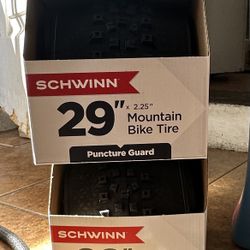 SCHWINN
29" x 2.25"
Mountain
Bike Tire
Puncture Guard
SCHWINN